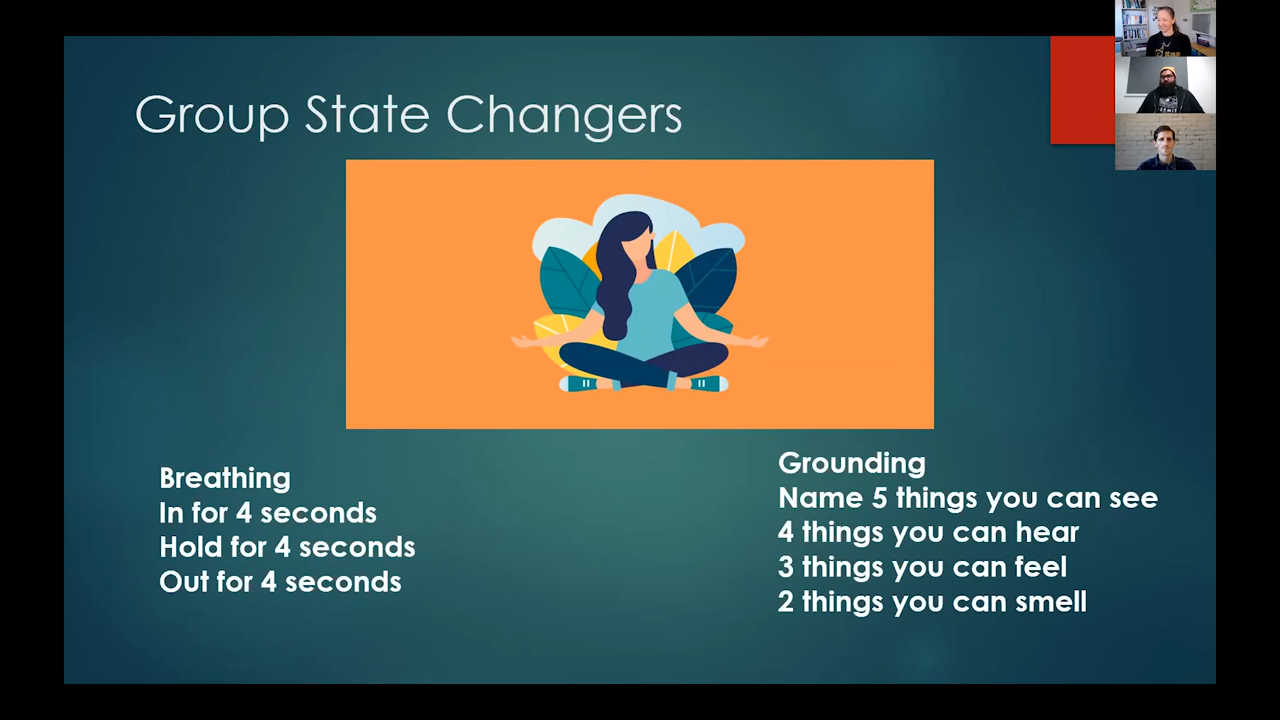 Group State Changers
Breathing
In for 4 seconds
Hold for 4 seconds
Out for 4 seconds
Grounding
Name 5 things you can see
4 things you can hear
3 things you can feel
2 things you can smell